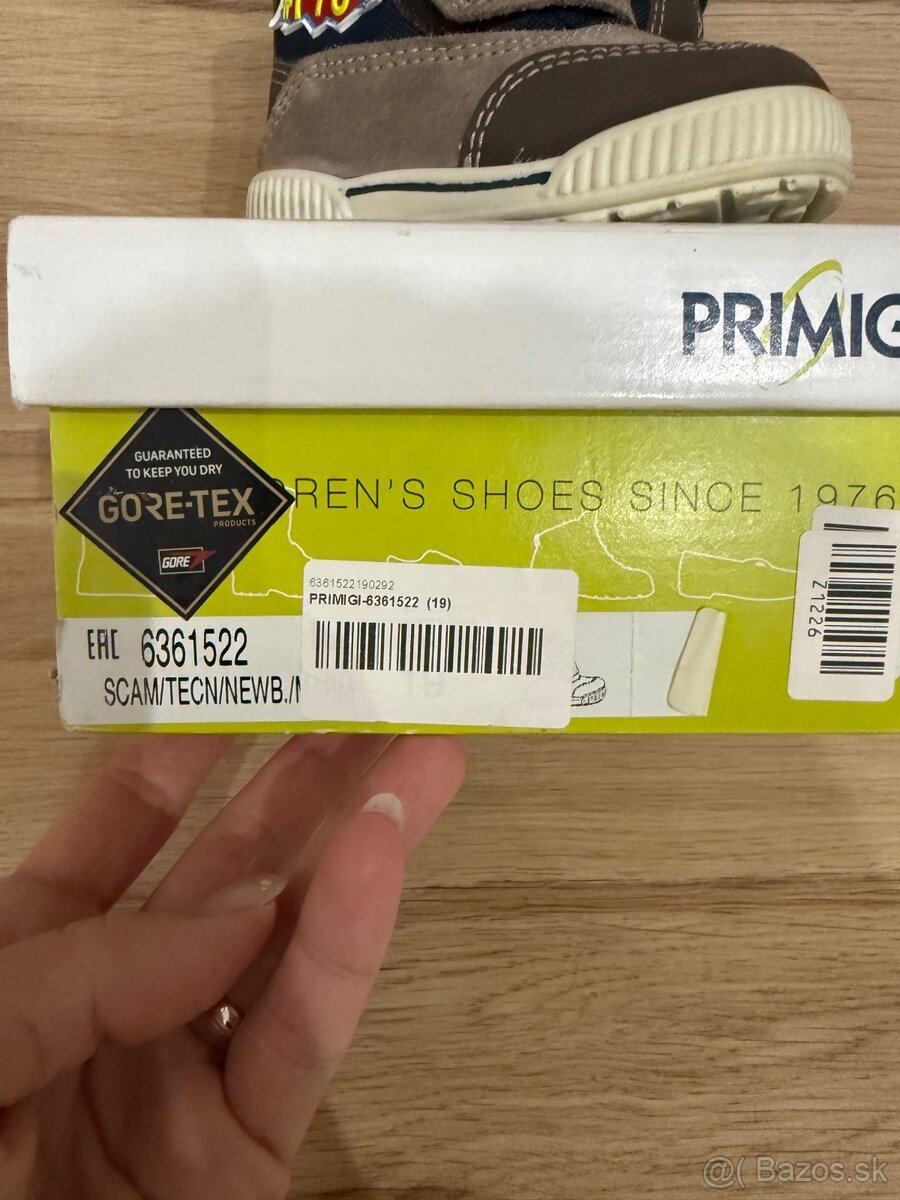 PRIMIG
GUARANTEED
TO KEEP YOU DRY
GORE-TEX
PRODUCTS
GORE
REN'S SHOES SINCE 1976
6361522190292
PRIMIGI-6361522 (19)
Z1226
EAC 6361522
SCAM/TECN/NEWB./
@( Bazos.sk